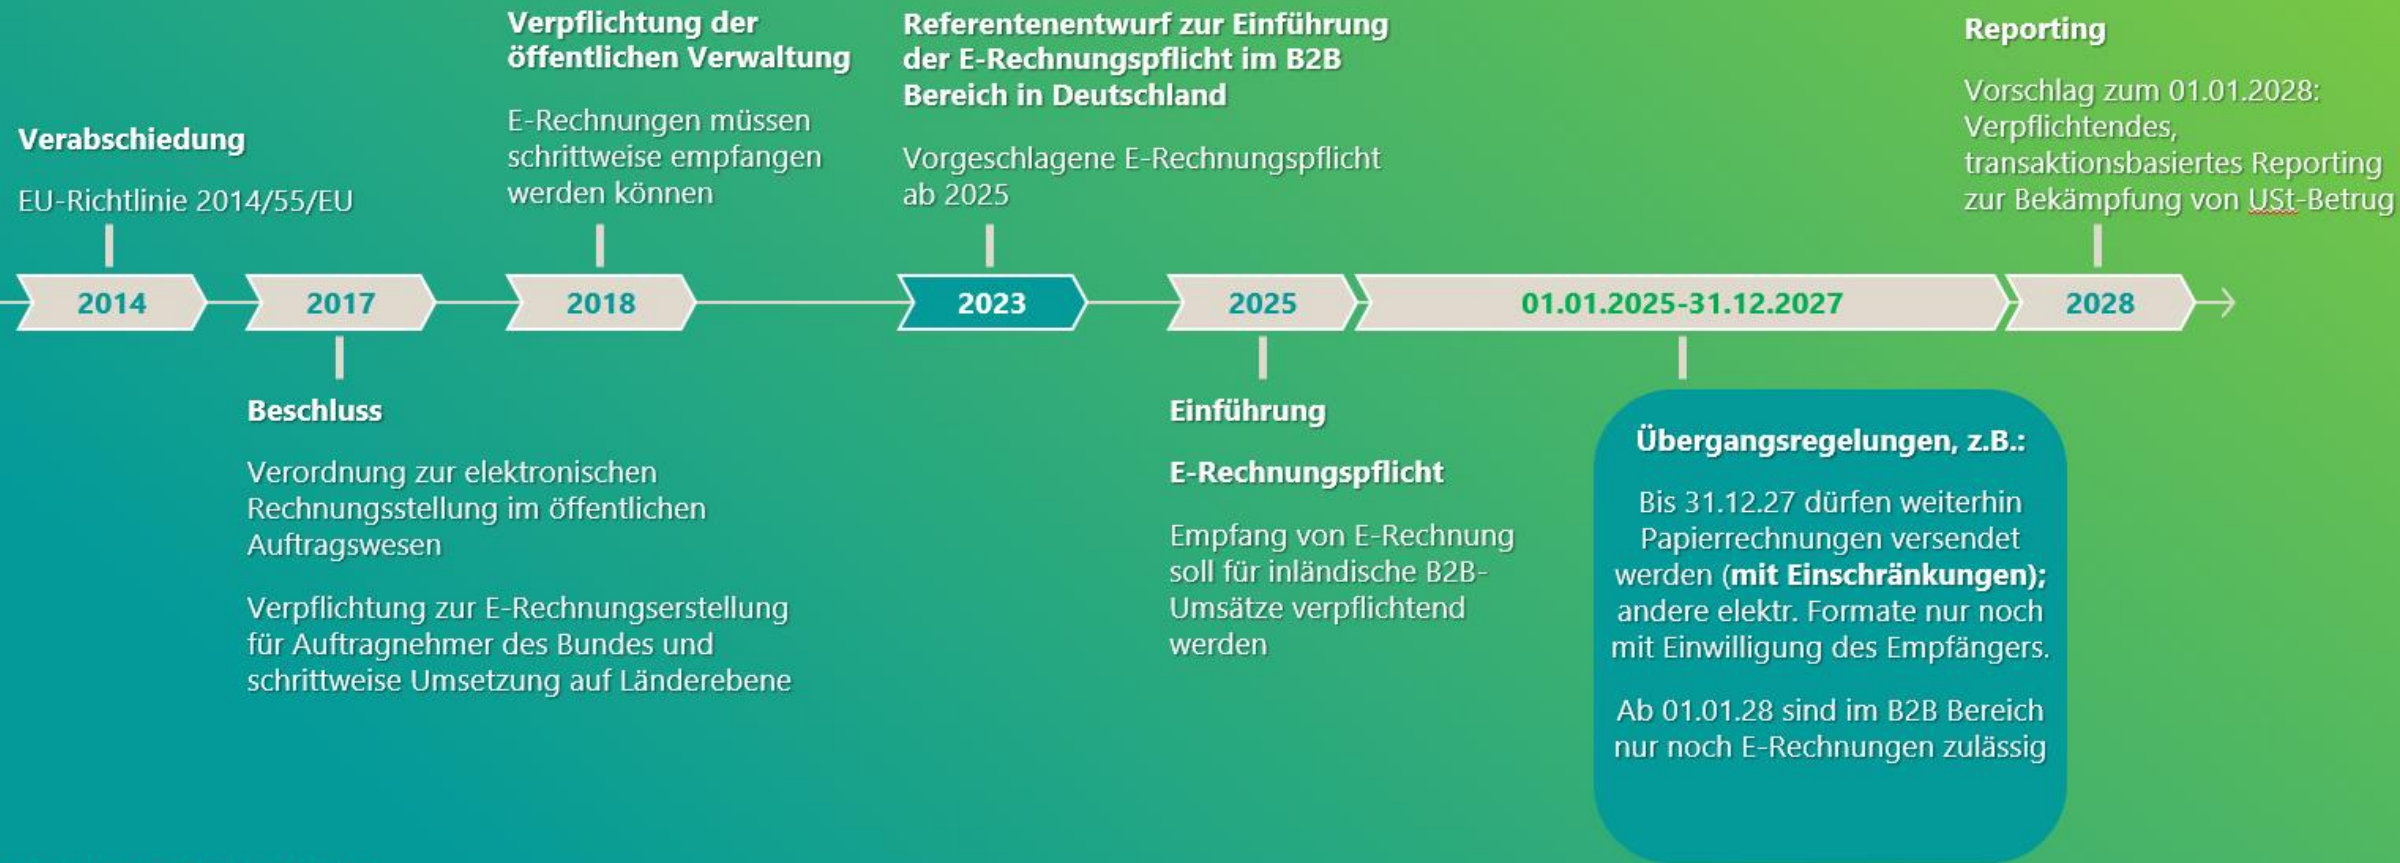 Verabschiedung
EU-Richtlinie 2014/55/EU
2014
2017
Beschluss
Verordnung zur elektronischen
Rechnungsstellung im öffentlichen
Auftragswesen
Verpflichtung zur E-Rechnungserstellung
für Auftragnehmer des Bundes und
schrittweise Umsetzung auf Länderebene
Verpflichtung der
öffentlichen Verwaltung
E-Rechnungen müssen
schrittweise empfangen
werden können
2018
Referentenentwurf zur Einführung
der E-Rechnungspflicht im B2B
Bereich in Deutschland
Vorgeschlagene E-Rechnungspflicht
ab 2025
2023
2025
Einführung
E-Rechnungspflicht
Empfang von E-Rechnung
soll für inländische B2B-
Umsätze verpflichtend
werden
01.01.2025-31.12.2027
Übergangsregelungen, z.B.:
Bis 31.12.27 dürfen weiterhin
Papierrechnungen versendet
werden (mit Einschränkungen);
andere elektr. Formate nur noch
mit Einwilligung des Empfängers.
Ab 01.01.28 sind im B2B Bereich
nur noch E-Rechnungen zulässig
Reporting
Vorschlag zum 01.01.2028:
Verpflichtendes,
transaktionsbasiertes Reporting
zur Bekämpfung von USt-Betrug
2028